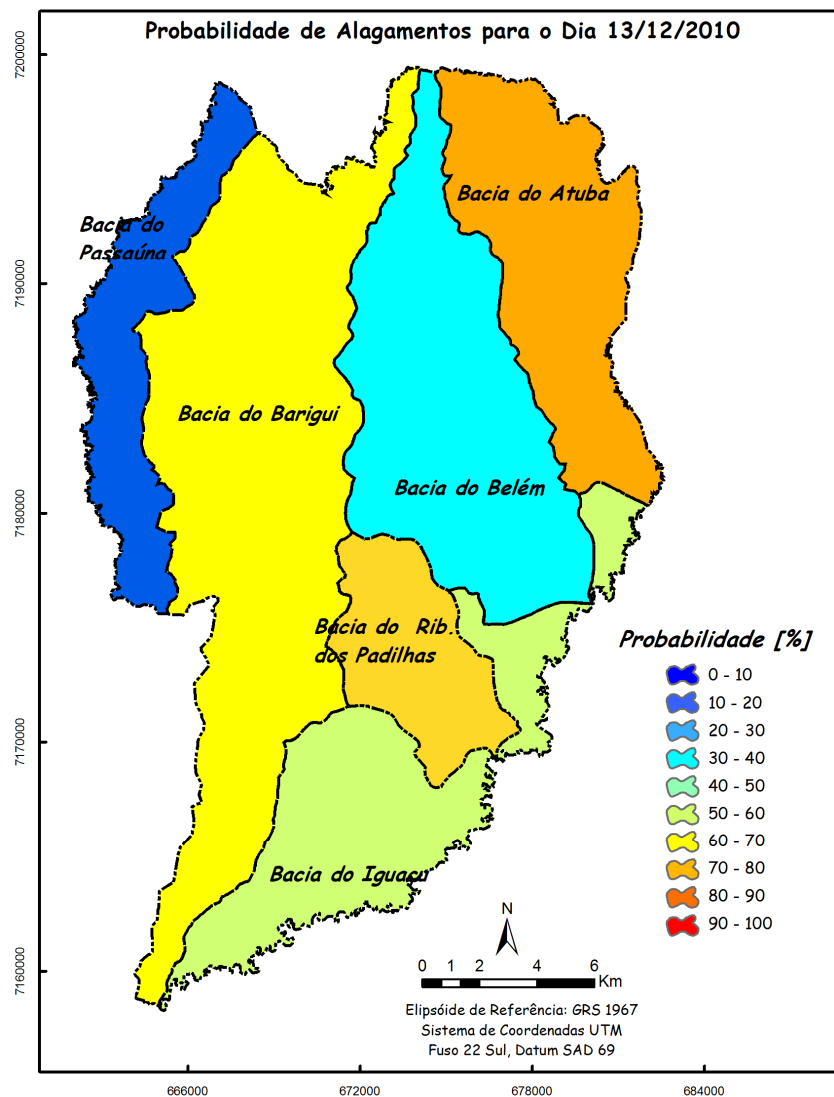 Probabilidade de Alagamentos para o Dia 13/12/2010
7200000
7190000
7180000
7170000
7160000
Bacia do
Passaúna
Bacia do Atuba
Bacia do Barigui
Bacia do Belém
Bacia do Rib.
dos Padilhas
Bacia do Iguaçu
Probabilidade [%]
0 - 10
10 - 20
20 - 30
30 - 40
40 - 50
50 - 60
60 - 70
70 - 80
80 - 90
90 - 100
N
0 1 2 4 6
Km
Elipsóide de Referência: GRS 1967
Sistema de Coordenadas UTM
Fuso 22 Sul, Datum SAD 69
666000 672000 678000 684000